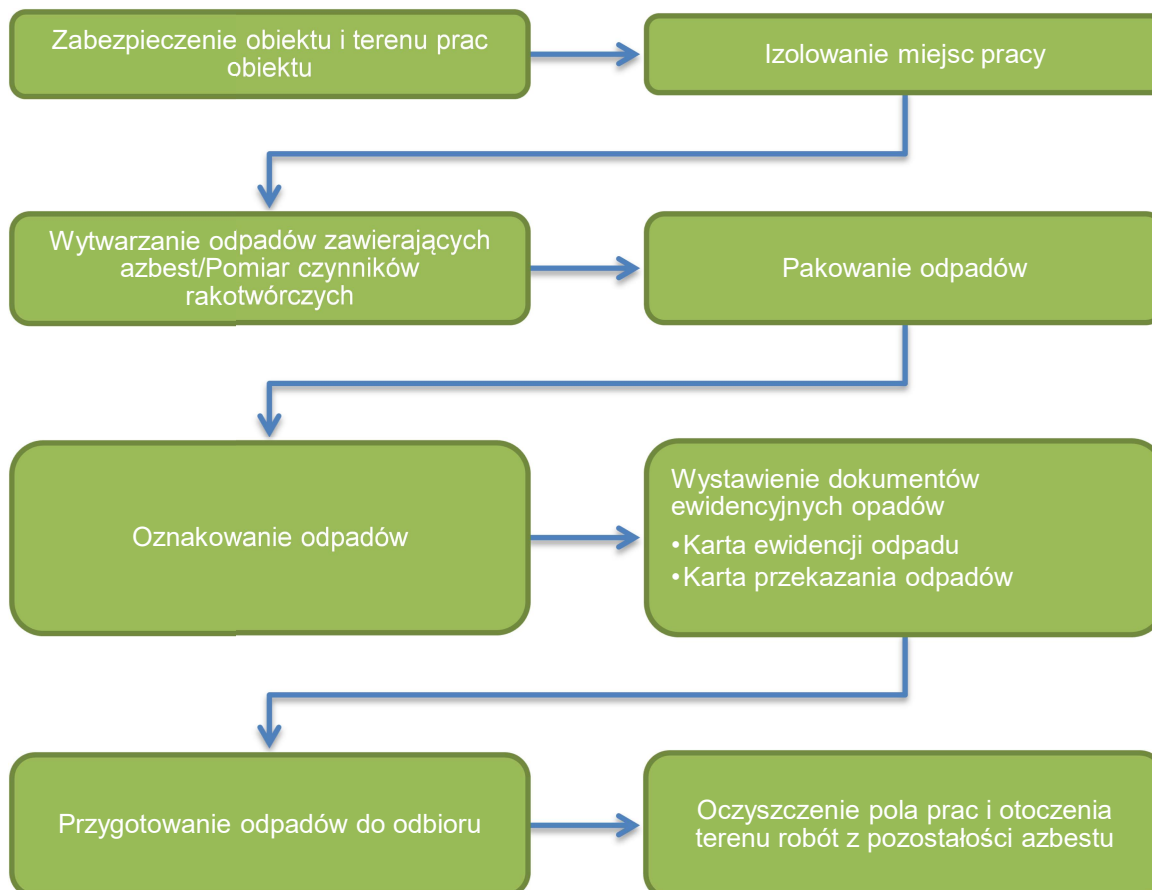 Zabezpieczenie obiektu i terenu prac
obiektu
Izolowanie miejsc pracy
Wytwarzanie odpadów zawierających
azbest/Pomiar czynników
rakotwórczych
Pakowanie odpadów
Oznakowanie odpadów
Wystawienie dokumentów
ewidencyjnych opadów
•Karta ewidencji odpadu
•Karta przekazania odpadów
Przygotowanie odpadów do odbioru
Oczyszczenie pola prac i otoczenia
terenu robót z pozostałości azbestu